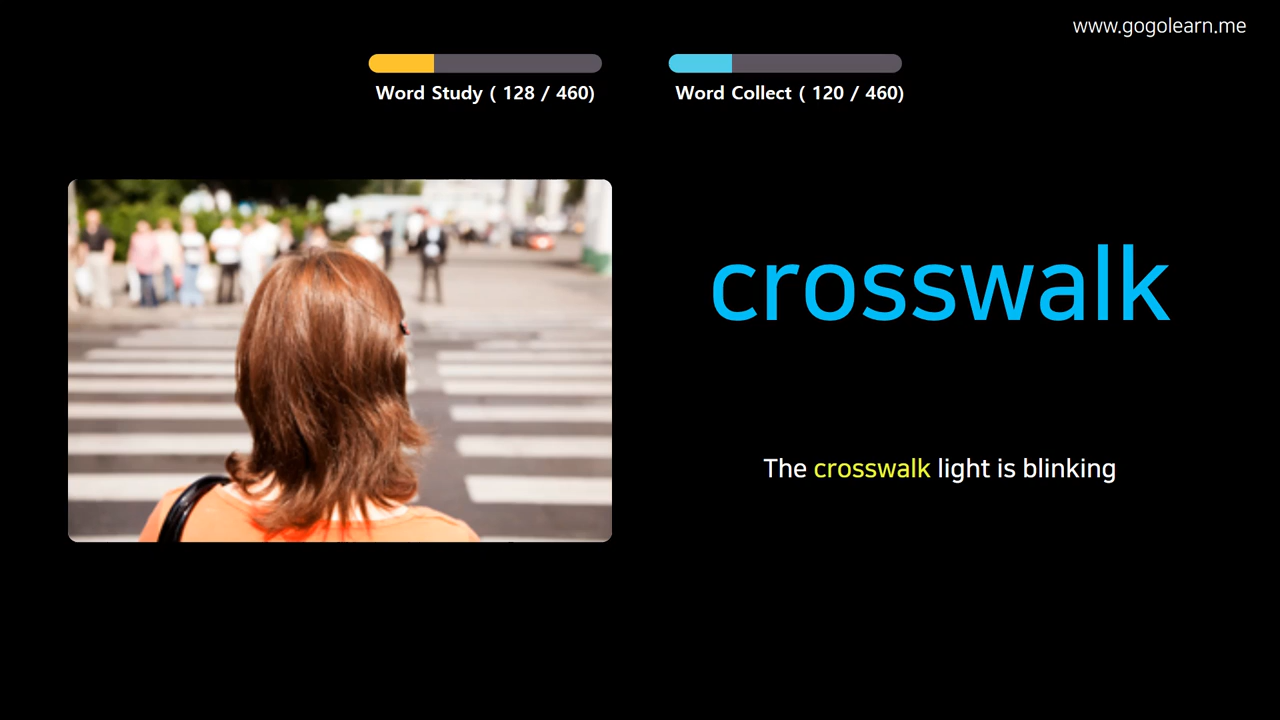 www.gogolearn.me
Word Study ( 128 / 460)
Word Collect ( 120 / 460)
crosswalk
The crosswalk light is blinking